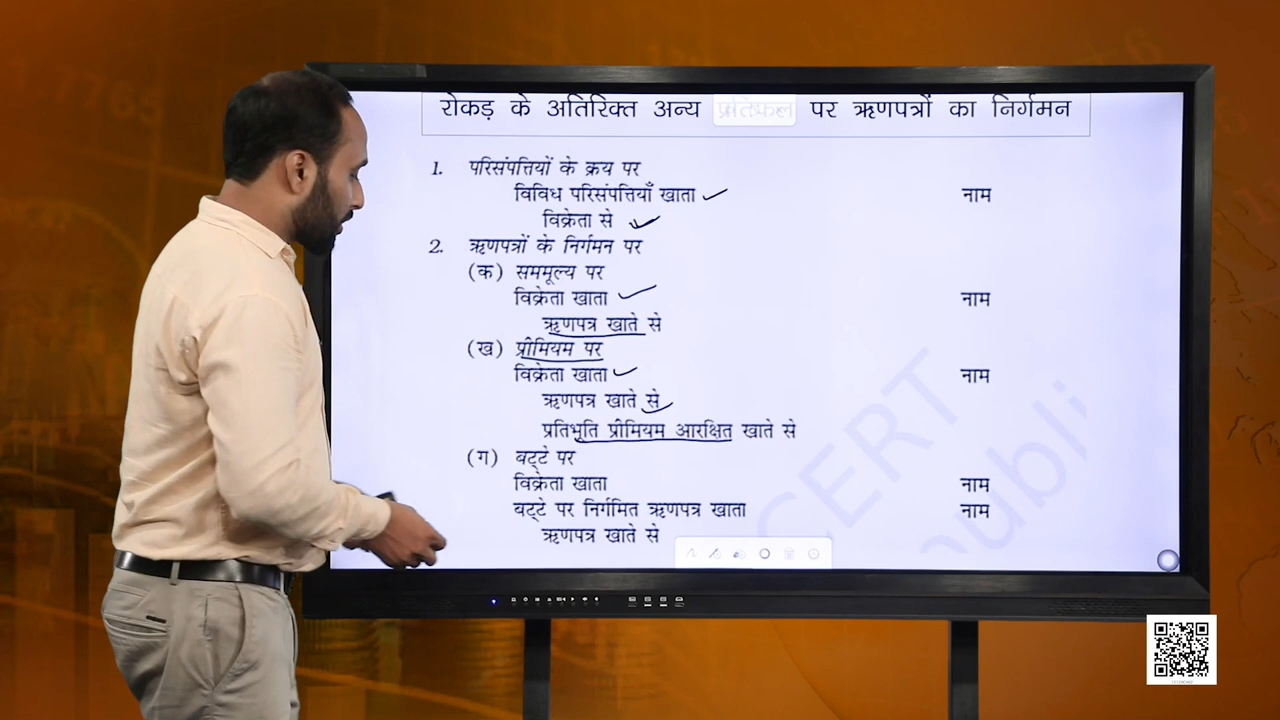 रोकड़ के अतिरिक्त अन्य प्रतिफल पर ऋणपत्रों का निर्गमन
1. परिसंपत्तियों के क्रय पर
विविध परिसंपत्तियाँ खाता नाम
विक्रेता से
2. ऋणपत्रों के निर्गमन पर
(क) सममूल्य पर
विक्रेता खाता नाम
ऋणपत्र खाते से
(ख) प्रीमियम पर
विक्रेता खाता नाम
ऋणपत्र खाते से
प्रतिभूति प्रीमियम आरक्षित खाते से
(ग) बट्टे पर
विक्रेता खाता नाम
बट्टे पर निर्गमित ऋणपत्र खाता नाम
ऋणपत्र खाते से